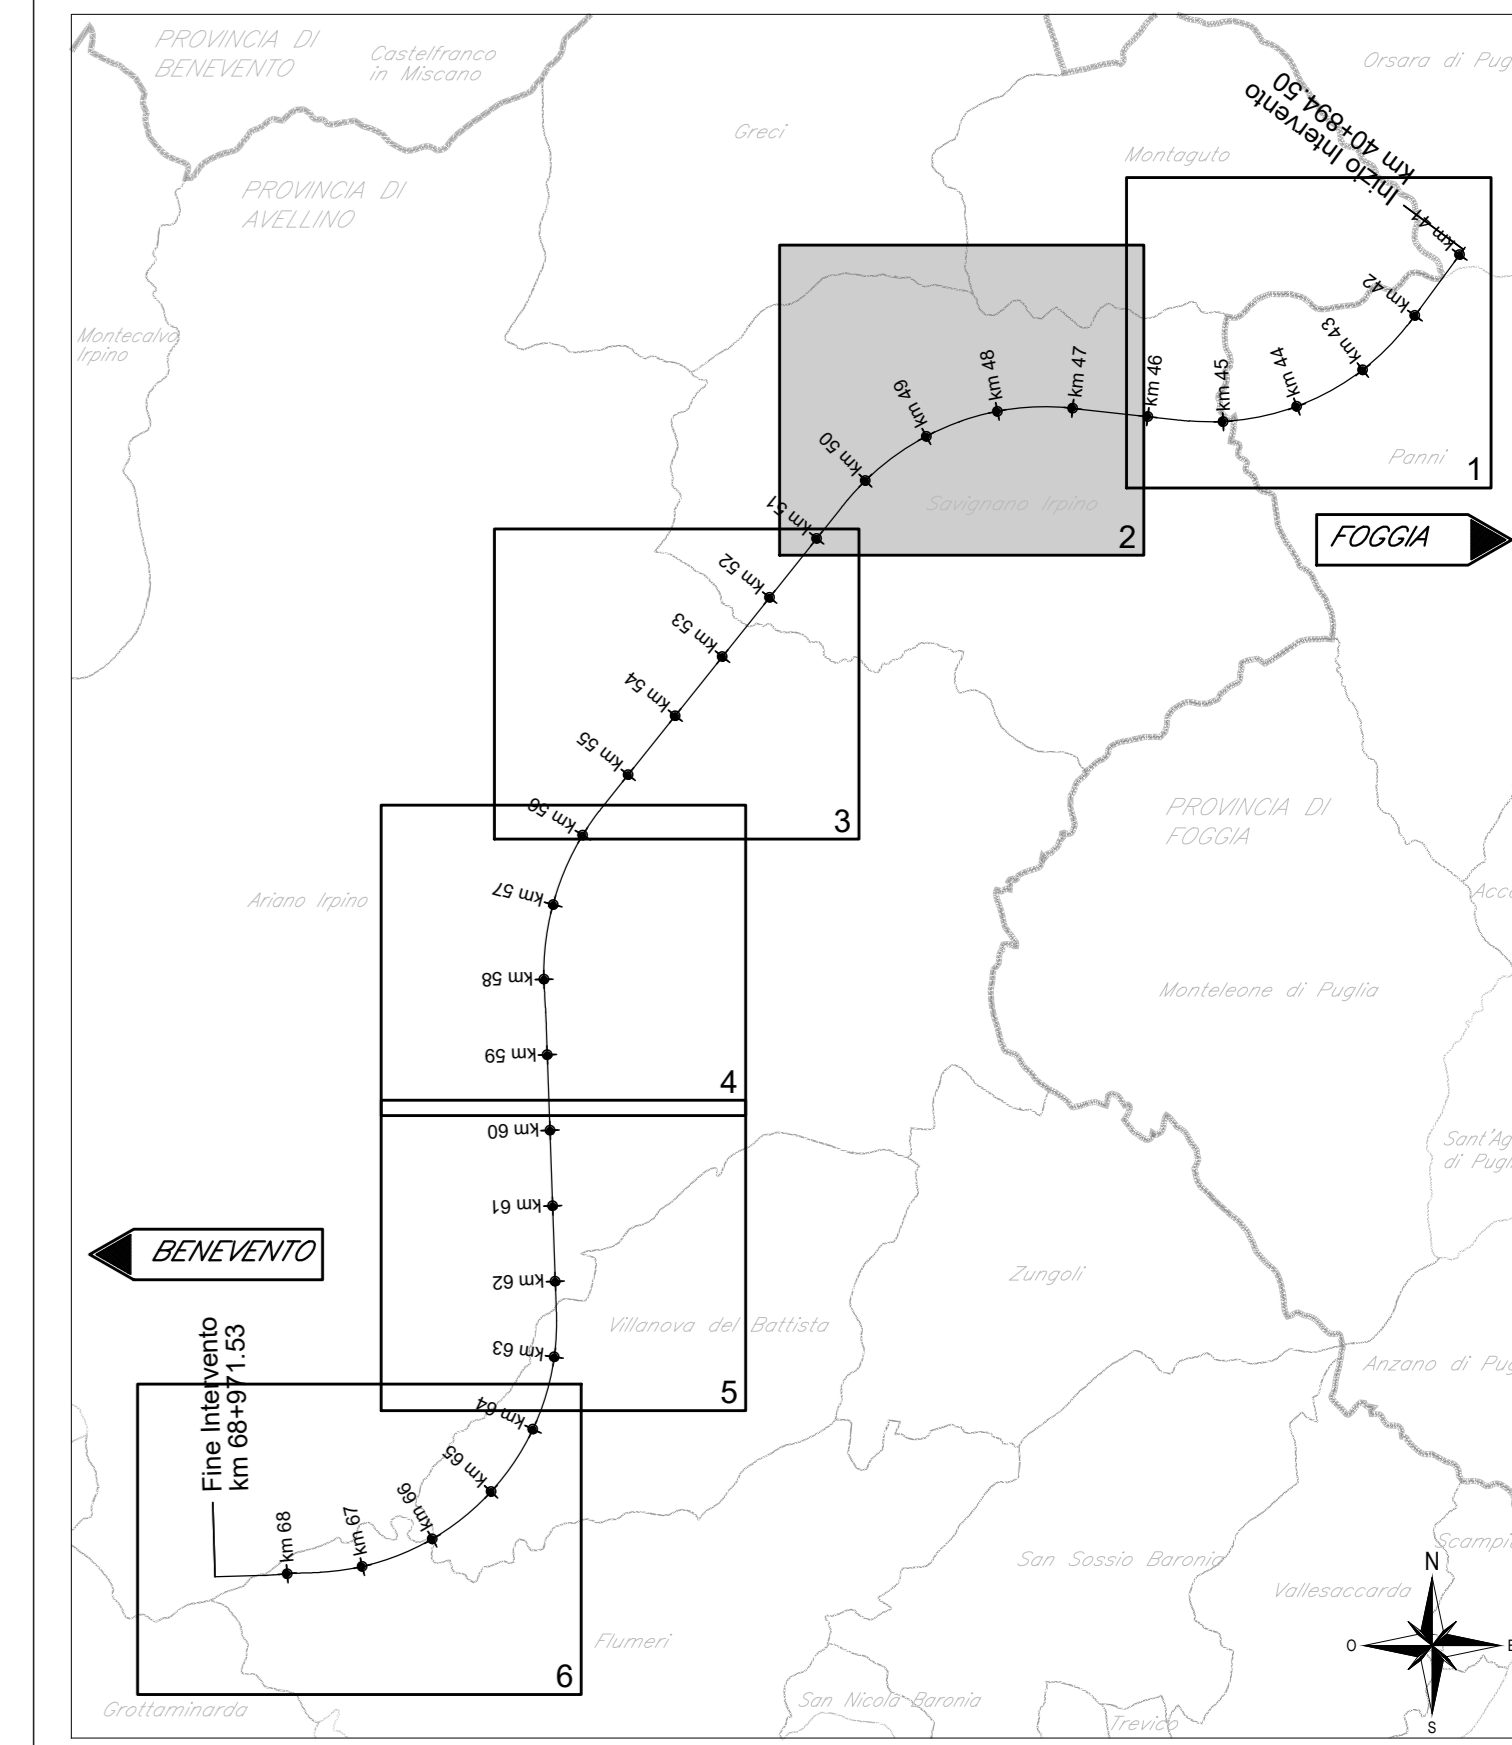 PROVINCIA DI
BENEVENTO
Castelfranco
in Miscano
Orsara di Pug
Greci
Montaguto
Inizio Intervento
km 40+894.50
PROVINCIA DI
AVELLINO
km 41
km 42
km 43
km 44
km 45
km 46
km 47
km 48
km 49
km 50
km 51
Montecalvo
Irpino
Panni
1
Savignano Irpino
2
FOGGIA
km 52
km 53
km 54
km 55
km 56
3
PROVINCIA DI
FOGGIA
km 57
Ariano Irpino
km 58
Monteleone di Puglia
km 59
4
km 60
Sant'Ag
di Pugl
km 61
BENEVENTO
km 62
Zungoli
Villanova del Battista
km 63
5
Anzano di Pug
Fine Intervento
km 68+971.53
km 64
km 65
km 66
km 67
km 68
San Sossio Baronia
Scampit
Vallesaccarda
N
O
E
S
Flumeri
6
Grottaminarda
San Nicola Baronia
Trevico